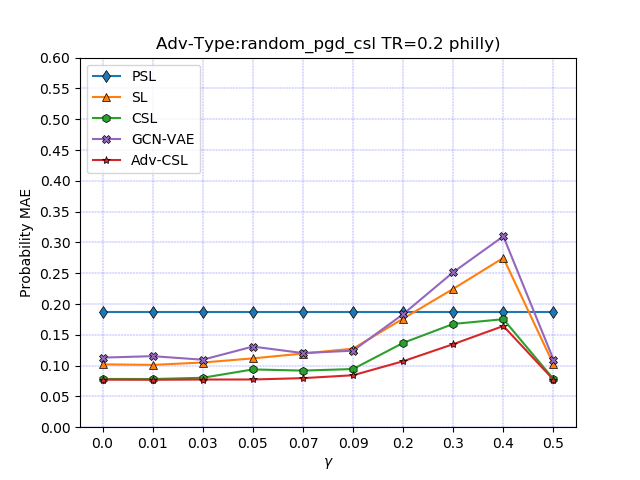 Adv-Type:random_pgd_csl TR=0.2 philly)
0.60
0.55
0.50
0.45
0.40
0.35
0.30
0.25
0.20
0.15
0.10
0.05
0.00
Probability MAE
PSL
SL
CSL
GCN-VAE
Adv-CSL
0.0 0.01 0.03 0.05 0.07 0.09 0.2 0.3 0.4 0.5
γ